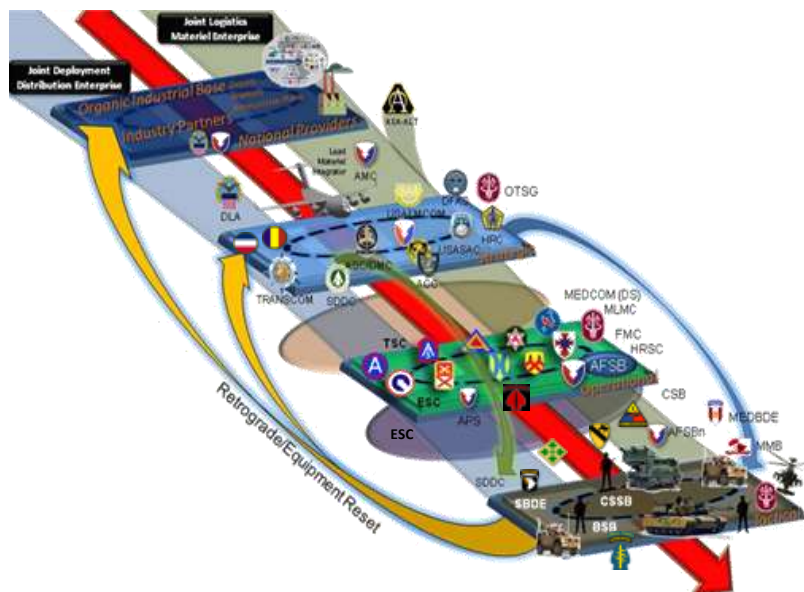 Joint Logistics
Materiel Enterprise
Joint Deployment
Distribution Enterprise
Organic Industrial Base
Industry Partners
National Providers
ASA-ALT
Lead
Materiel
Integrator
AMC
DLA
DFAS
OTSG
USASAC
HRC
ACC
TRANSCOM
SDDC
MEDCOM (DS)
MLMC
TSC
FMC
HRSC
AFSB
Operational
ESC
APS
CSB
ESC
MEDBDE
AFSBn
MMB
Retrograde/Equipment Reset
SDDC
SBDE
CSSB
BSB